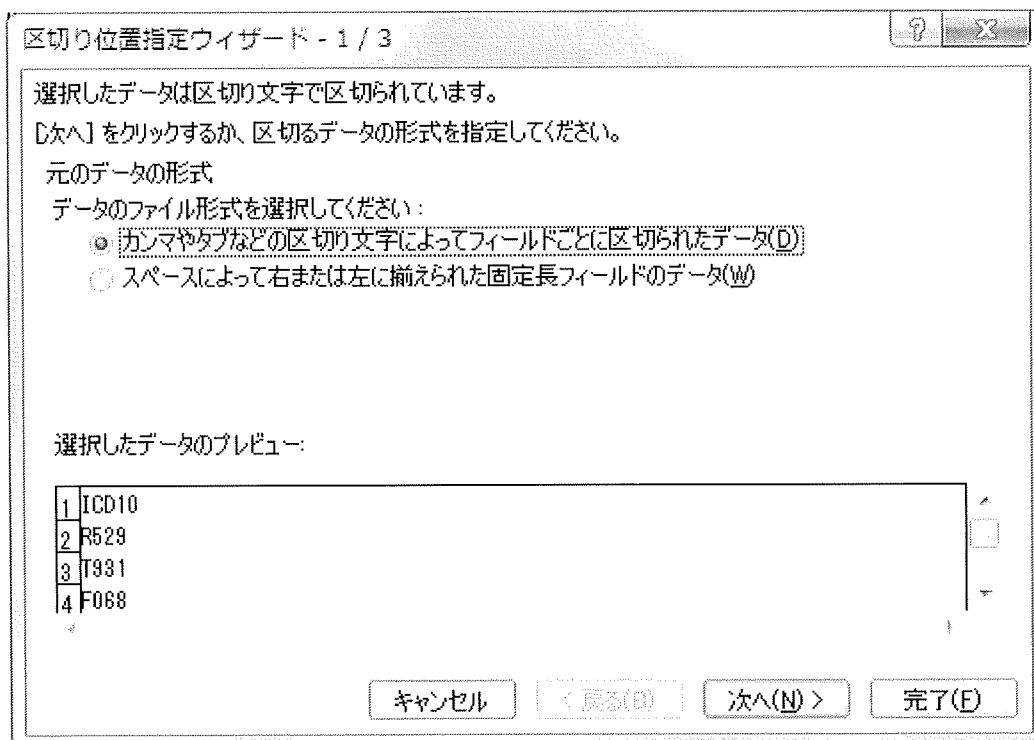 区切り位置指定ウィザード - 1 / 3
選択したデータは区切り文字で区切られています。
[次へ] をクリックするか、区切るデータの形式を指定してください。
元のデータの形式
データのファイル形式を選択してください:
カンマやタブなどの区切り文字によってフィールドごとに区切られたデータ(D)
スペースによって右または左に揃えられた固定長フィールドのデータ(W)
選択したデータのプレビュー:
1 ICD10
2 R529
3 T931
4 F068
キャンセル < 戻る(B) 次へ(N) > 完了(F)